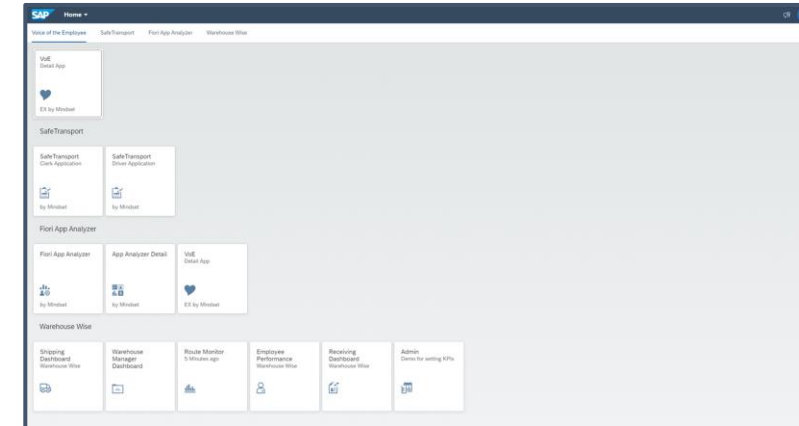 SAP Home
Voice of the Employee SafeTransport Fiori App Analyzer Warehouse Wise
VoE
Detail App
EX by Mindset
SafeTransport
SafeTransport
Clerk Application
by Mindset
SafeTransport
Driver Application
by Mindset
Fiori App Analyzer
Fiori App Analyzer
by Mindset
App Analyzer Detail
by Mindset
VoE
Detail App
EX by Mindset
Warehouse Wise
Shipping
Dashboard
Warehouse Wise
Warehouse
Manager
Dashboard
Route Monitor
5 Minutes ago
Employee
Performance
Warehouse Wise
Receiving
Dashboard
Warehouse Wise
Admin
Demo for setting KPIs